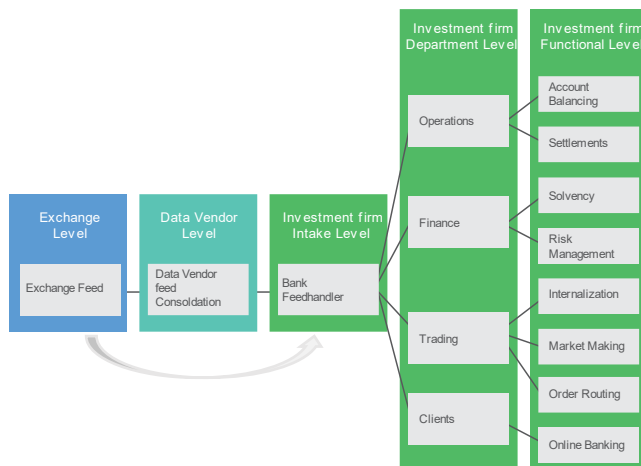 Exchange
Level
Exchange Feed
Data Vendor
Level
Data Vendor
feed
Consoldation
Investment firm
Intake Level
Bank
Feedhandler
Investment firm
Department Level
Operations
Finance
Trading
Clients
Investment firm
Functional Level
Account
Balancing
Settlements
Solvency
Risk
Management
Internalization
Market Making
Order Routing
Online Banking